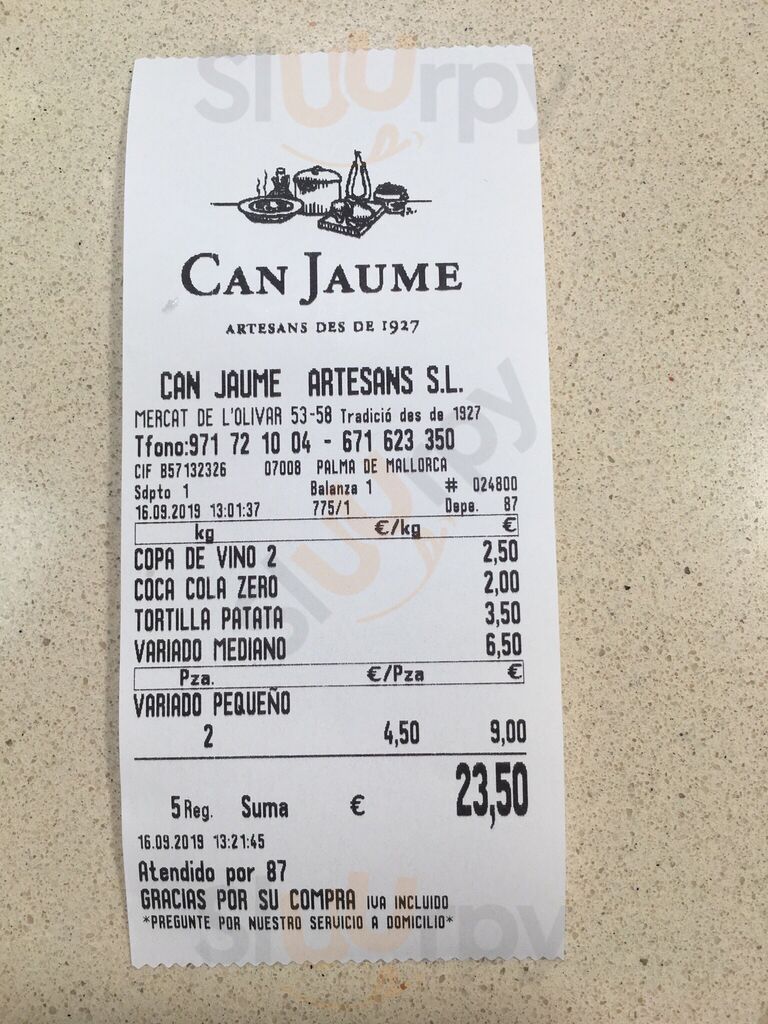 Sluurpy
CAN JAUME
ARTESANS DES DE 1927
CAN JAUME ARTESANS S.L.
MERCAT DE L'OLIVAR 53-58 Tradició des de 1927
Tfono:971 72 10 04 - 671 623 350
CIF B57132326 07008 PALMA DE MALLORCA
Sdpto 1 Balanza 1 # 024800
16.09.2019 13:01:37 775/1 Depe. 87
kg €/kg €
COPA DE VINO 2 2,50
COCA COLA ZERO 2,00
TORTILLA PATATA 3,50
VARIADO MEDIANO 6,50
Pza. €/Pza €
VARIADO PEQUEÑO
2 4,50 9,00
5 Reg. Suma € 23,50
16.09.2019 13:21:45
Atendido por 87
GRACIAS POR SU COMPRA IVA INCLUIDO
*PREGUNTE POR NUESTRO SERVICIO A DOMICILIO*
Sluurpy
Sluurpy